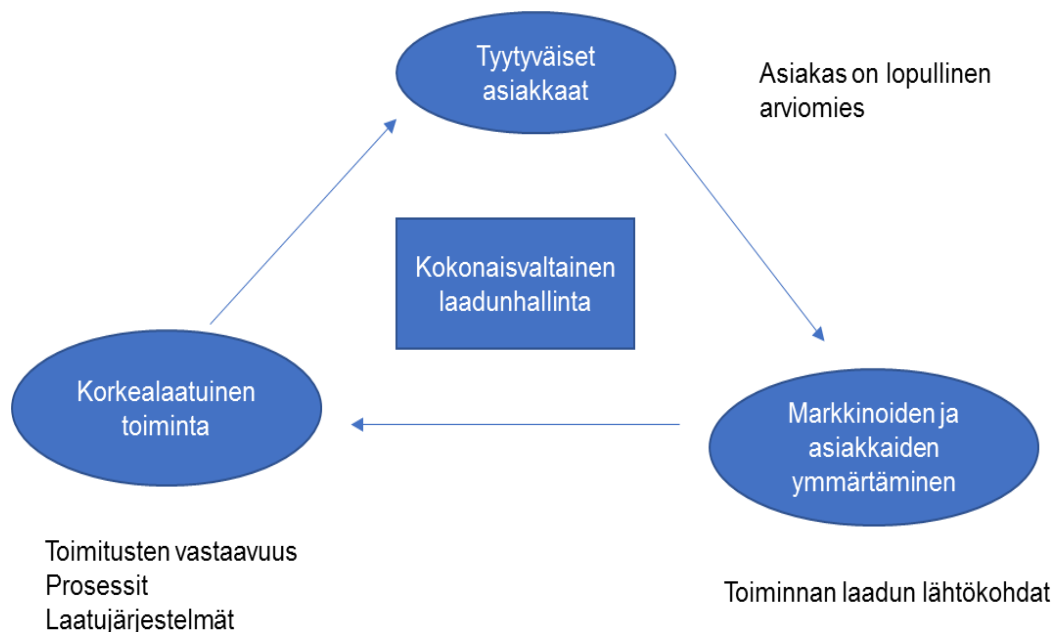 Tyytyväiset
asiakkaat
Asiakas on lopullinen
arviomies
Kokonaisvaltainen
laadunhallinta
Korkealaatuinen
toiminta
Markkinoiden ja
asiakkaiden
ymmärtäminen
Toimitusten vastaavuus
Prosessit
Laatujärjestelmät
Toiminnan laadun lähtökohdat